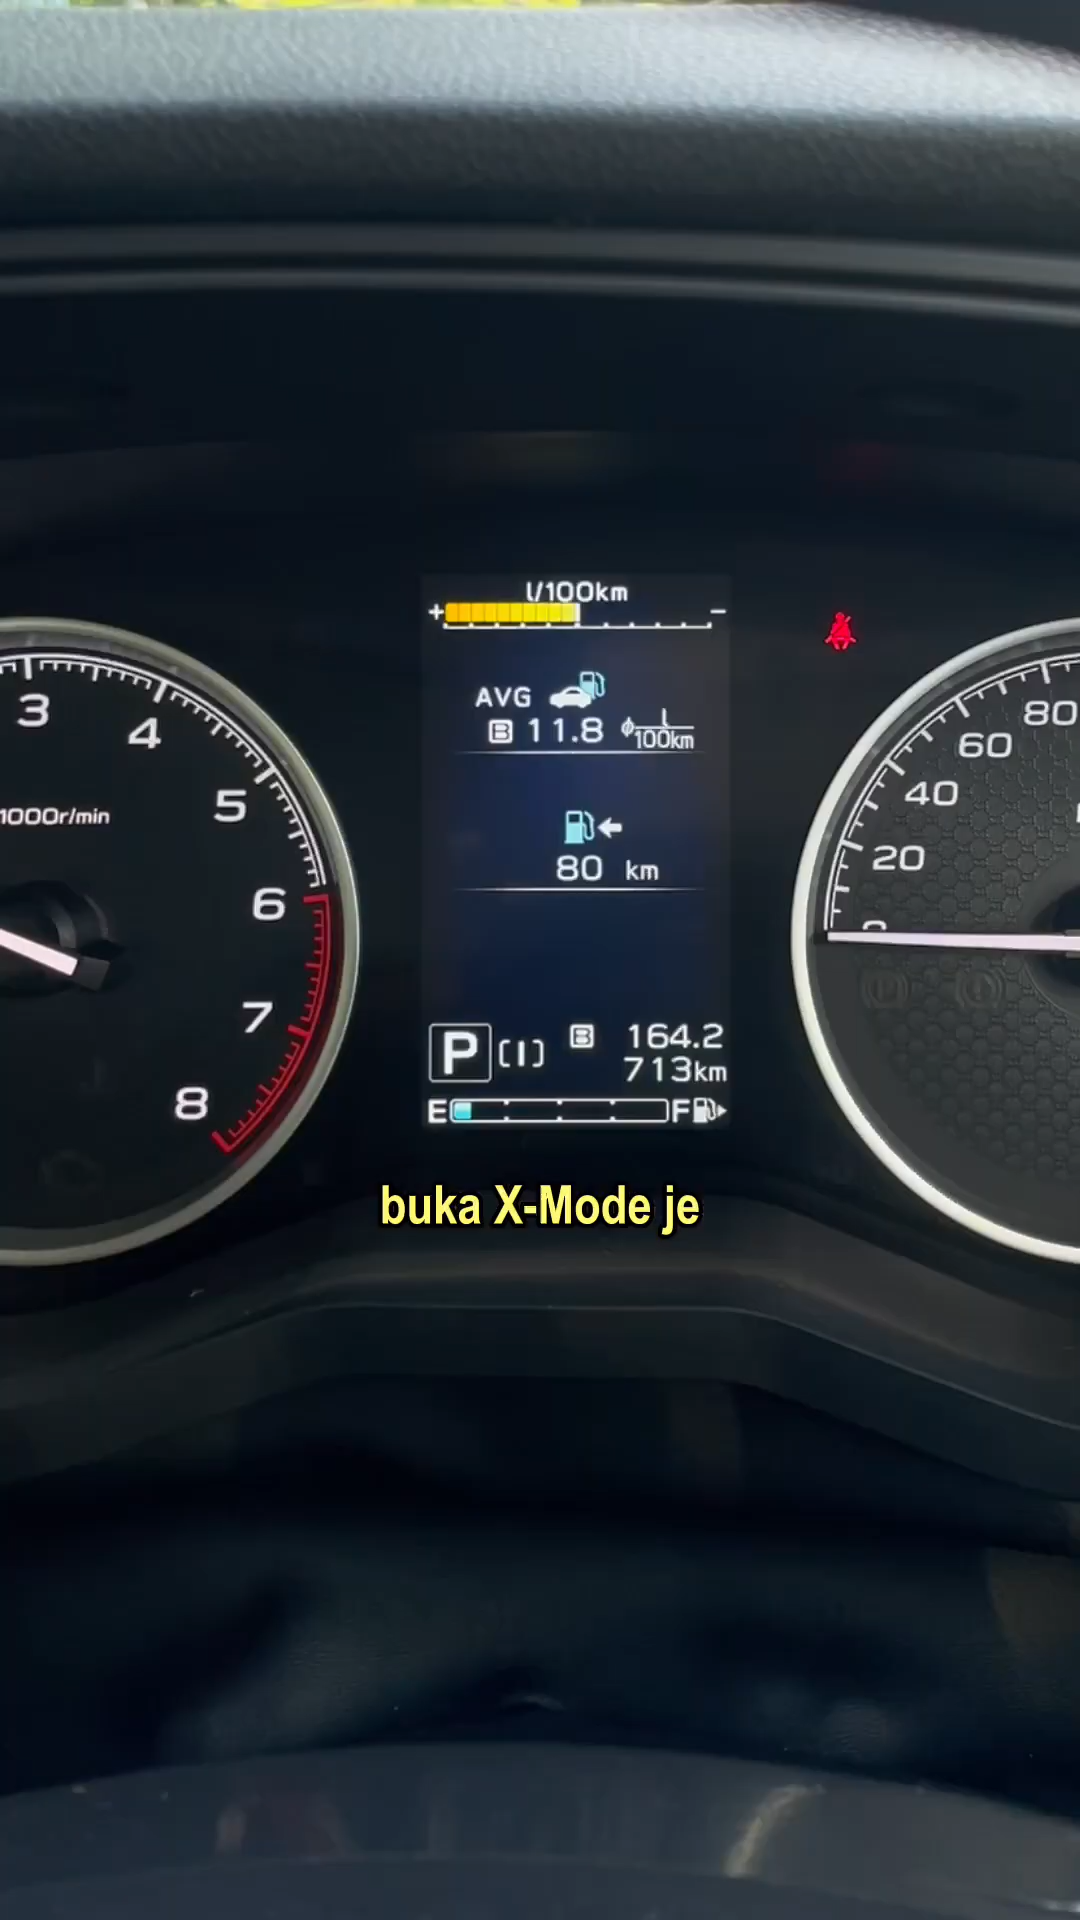 l/100km
+ −
AVG
B 11.8 ϕ l/100km
80 km
3
4
5
6
7
8
1000r/min
80
60
40
20
0
P [I] B 164.2
713km
E F
buka X-Mode je